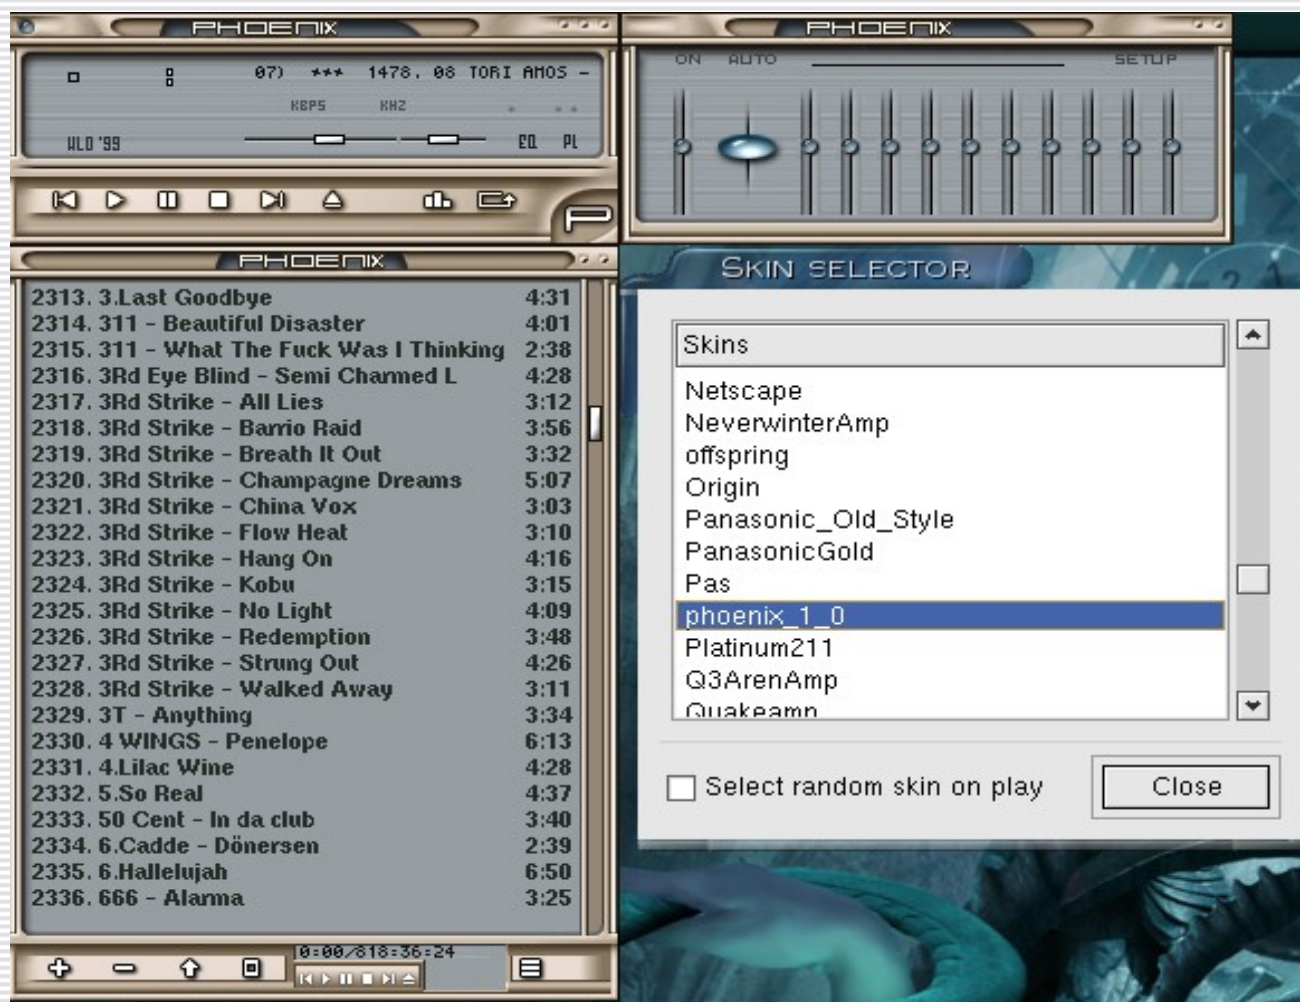 PHOENIX
07) *** 1478. 08 TORI AMOS -
KBPS KHZ
WLD '99 EQ PL
P
PHOENIX
ON AUTO SETUP
PHOENIX
2313. 3.Last Goodbye 4:31
2314. 311 - Beautiful Disaster 4:01
2315. 311 - What The Fuck Was I Thinking 2:38
2316. 3Rd Eye Blind - Semi Charmed L 4:28
2317. 3Rd Strike - All Lies 3:12
2318. 3Rd Strike - Barrio Raid 3:56
2319. 3Rd Strike - Breath It Out 3:32
2320. 3Rd Strike - Champagne Dreams 5:07
2321. 3Rd Strike - China Vox 3:03
2322. 3Rd Strike - Flow Heat 3:10
2323. 3Rd Strike - Hang On 4:16
2324. 3Rd Strike - Kobu 3:15
2325. 3Rd Strike - No Light 4:09
2326. 3Rd Strike - Redemption 3:48
2327. 3Rd Strike - Strung Out 4:26
2328. 3Rd Strike - Walked Away 3:11
2329. 3T - Anything 3:34
2330. 4 WINGS - Penelope 6:13
2331. 4.Lilac Wine 4:28
2332. 5.So Real 4:37
2333. 50 Cent - In da club 3:40
2334. 6.Cadde - Dönersen 2:39
2335. 6.Hallelujah 6:50
2336. 666 - Alarma 3:25
0:00/818:36:24
SKIN SELECTOR
Skins
Netscape
NeverwinterAmp
offspring
Origin
Panasonic_Old_Style
PanasonicGold
Pas
phoenix_1_0
Platinum211
Q3ArenAmp
Quakeamp
Select random skin on play
Close